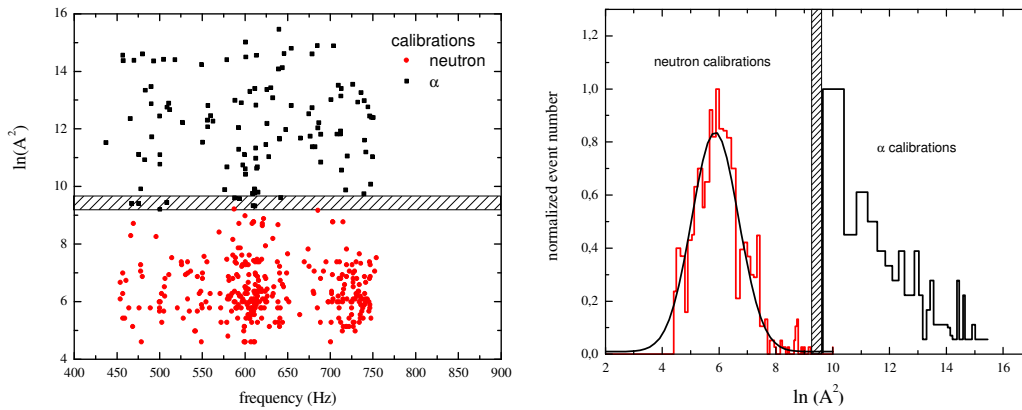 16
14
12
10
8
6
4
400 450 500 550 600 650 700 750 800 850 900
ln(A²)
frequency (Hz)
calibrations
neutron
α
1,0
0,8
0,6
0,4
0,2
0,0
2 4 6 8 10 12 14 16
normalized event number
ln (A²)
neutron calibrations
α calibrations